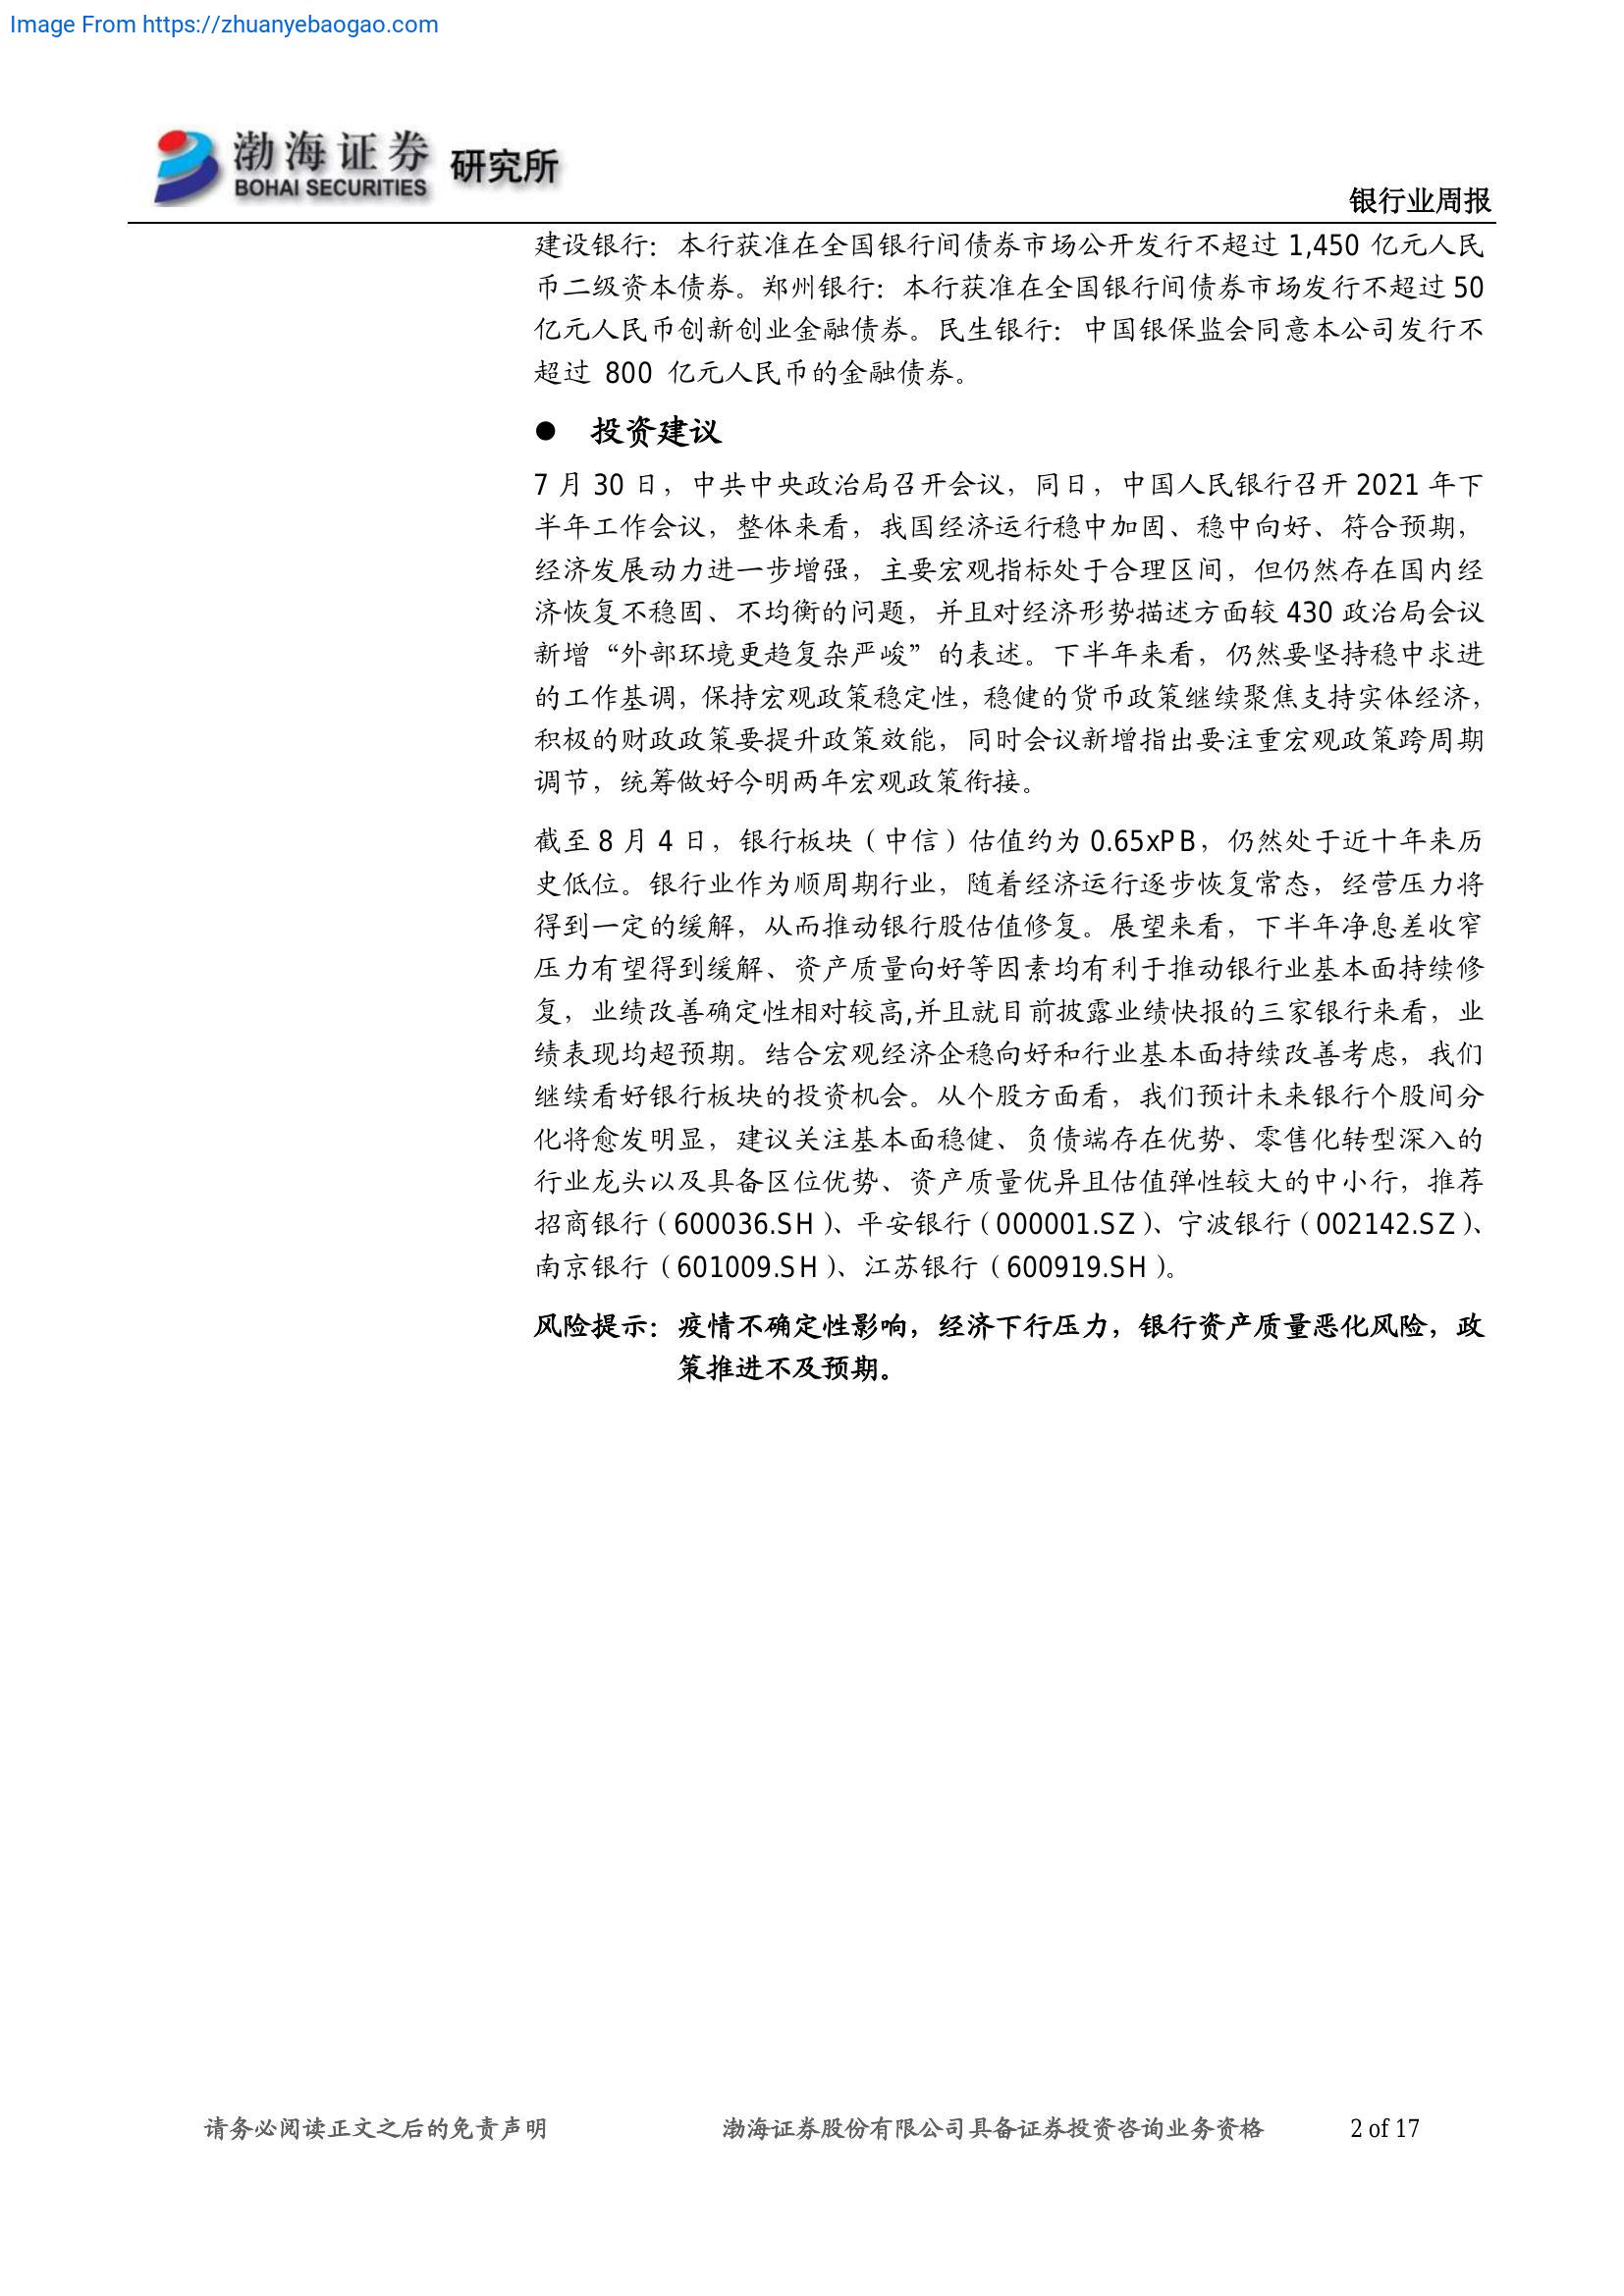 Image From https://zhuanyebaogao.com
渤海证券 研究所
BOHAI SECURITIES
银行业周报
建设银行：本行获准在全国银行间债券市场公开发行不超过 1,450 亿元人民
币二级资本债券。郑州银行：本行获准在全国银行间债券市场发行不超过 50
亿元人民币创新创业金融债券。民生银行：中国银保监会同意本公司发行不
超过 800 亿元人民币的金融债券。
● 投资建议
7 月 30 日，中共中央政治局召开会议，同日，中国人民银行召开 2021 年下
半年工作会议，整体来看，我国经济运行稳中加固、稳中向好、符合预期，
经济发展动力进一步增强，主要宏观指标处于合理区间，但仍然存在国内经
济恢复不稳固、不均衡的问题，并且对经济形势描述方面较 430 政治局会议
新增“外部环境更趋复杂严峻”的表述。下半年来看，仍然要坚持稳中求进
的工作基调，保持宏观政策稳定性，稳健的货币政策继续聚焦支持实体经济，
积极的财政政策要提升政策效能，同时会议新增指出要注重宏观政策跨周期
调节，统筹做好今明两年宏观政策衔接。
截至 8 月 4 日，银行板块（中信）估值约为 0.65xPB，仍然处于近十年来历
史低位。银行业作为顺周期行业，随着经济运行逐步恢复常态，经营压力将
得到一定的缓解，从而推动银行股估值修复。展望来看，下半年净息差收窄
压力有望得到缓解、资产质量向好等因素均有利于推动银行业基本面持续修
复，业绩改善确定性相对较高,并且就目前披露业绩快报的三家银行来看，业
绩表现均超预期。结合宏观经济企稳向好和行业基本面持续改善考虑，我们
继续看好银行板块的投资机会。从个股方面看，我们预计未来银行个股间分
化将愈发明显，建议关注基本面稳健、负债端存在优势、零售化转型深入的
行业龙头以及具备区位优势、资产质量优异且估值弹性较大的中小行，推荐
招商银行（600036.SH）、平安银行（000001.SZ）、宁波银行（002142.SZ）、
南京银行（601009.SH）、江苏银行（600919.SH）。
风险提示：疫情不确定性影响，经济下行压力，银行资产质量恶化风险，政
策推进不及预期。
请务必阅读正文之后的免责声明 渤海证券股份有限公司具备证券投资咨询业务资格 2 of 17